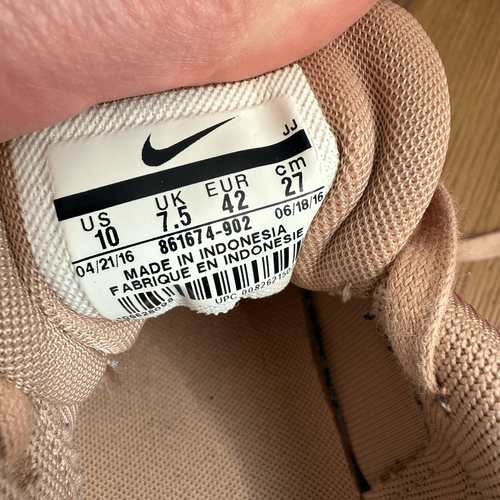 JJ
US UK EUR cm
10 7.5 42 27
04/21/16 861674-902 06/18/16
MADE IN INDONESIA
FABRIQUE EN INDONESIE